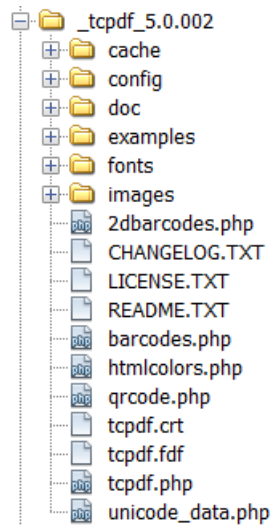 _tcpdf_5.0.002
cache
config
doc
examples
fonts
images
2dbarcodes.php
CHANGELOG.TXT
LICENSE.TXT
README.TXT
barcodes.php
htmlcolors.php
qrcode.php
tcpdf.crt
tcpdf.fdf
tcpdf.php
unicode_data.php